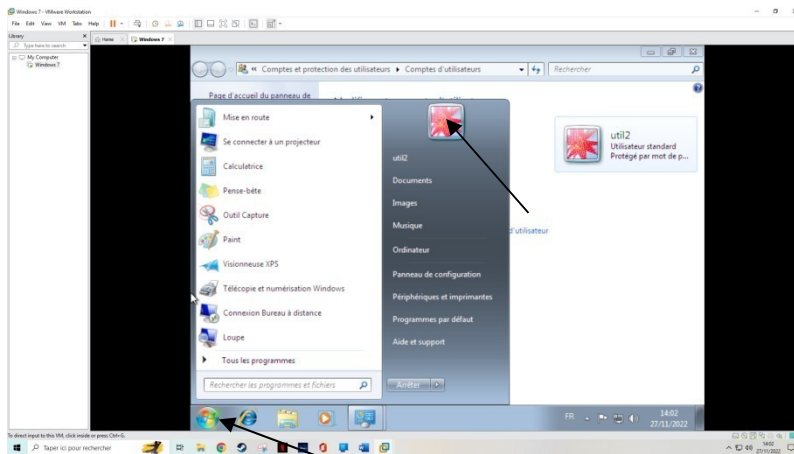 Windows 7 - VMware Workstation
File Edit View VM Tabs Help
Library
Type here to search
Home
Windows 7
My Computer
Windows 7
« Comptes et protection des utilisateurs ▸ Comptes d'utilisateurs
Rechercher
Page d'accueil du panneau de
Mise en route
Se connecter à un projecteur
Calculatrice
Pense-bête
Outil Capture
Paint
Visionneuse XPS
Télécopie et numérisation Windows
Connexion Bureau à distance
Loupe
Tous les programmes
Rechercher les programmes et fichiers
util2
Documents
Images
Musique
Ordinateur
Panneau de configuration
Périphériques et imprimantes
Programmes par défaut
Aide et support
Arrêter
util2
Utilisateur standard
Protégé par mot de p...
d'utilisateur
FR
14:02
27/11/2022
To direct input to this VM, click inside or press Ctrl+G.
Taper ici pour rechercher
14:02
27/11/2022